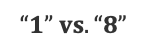 “1” vs. “8”